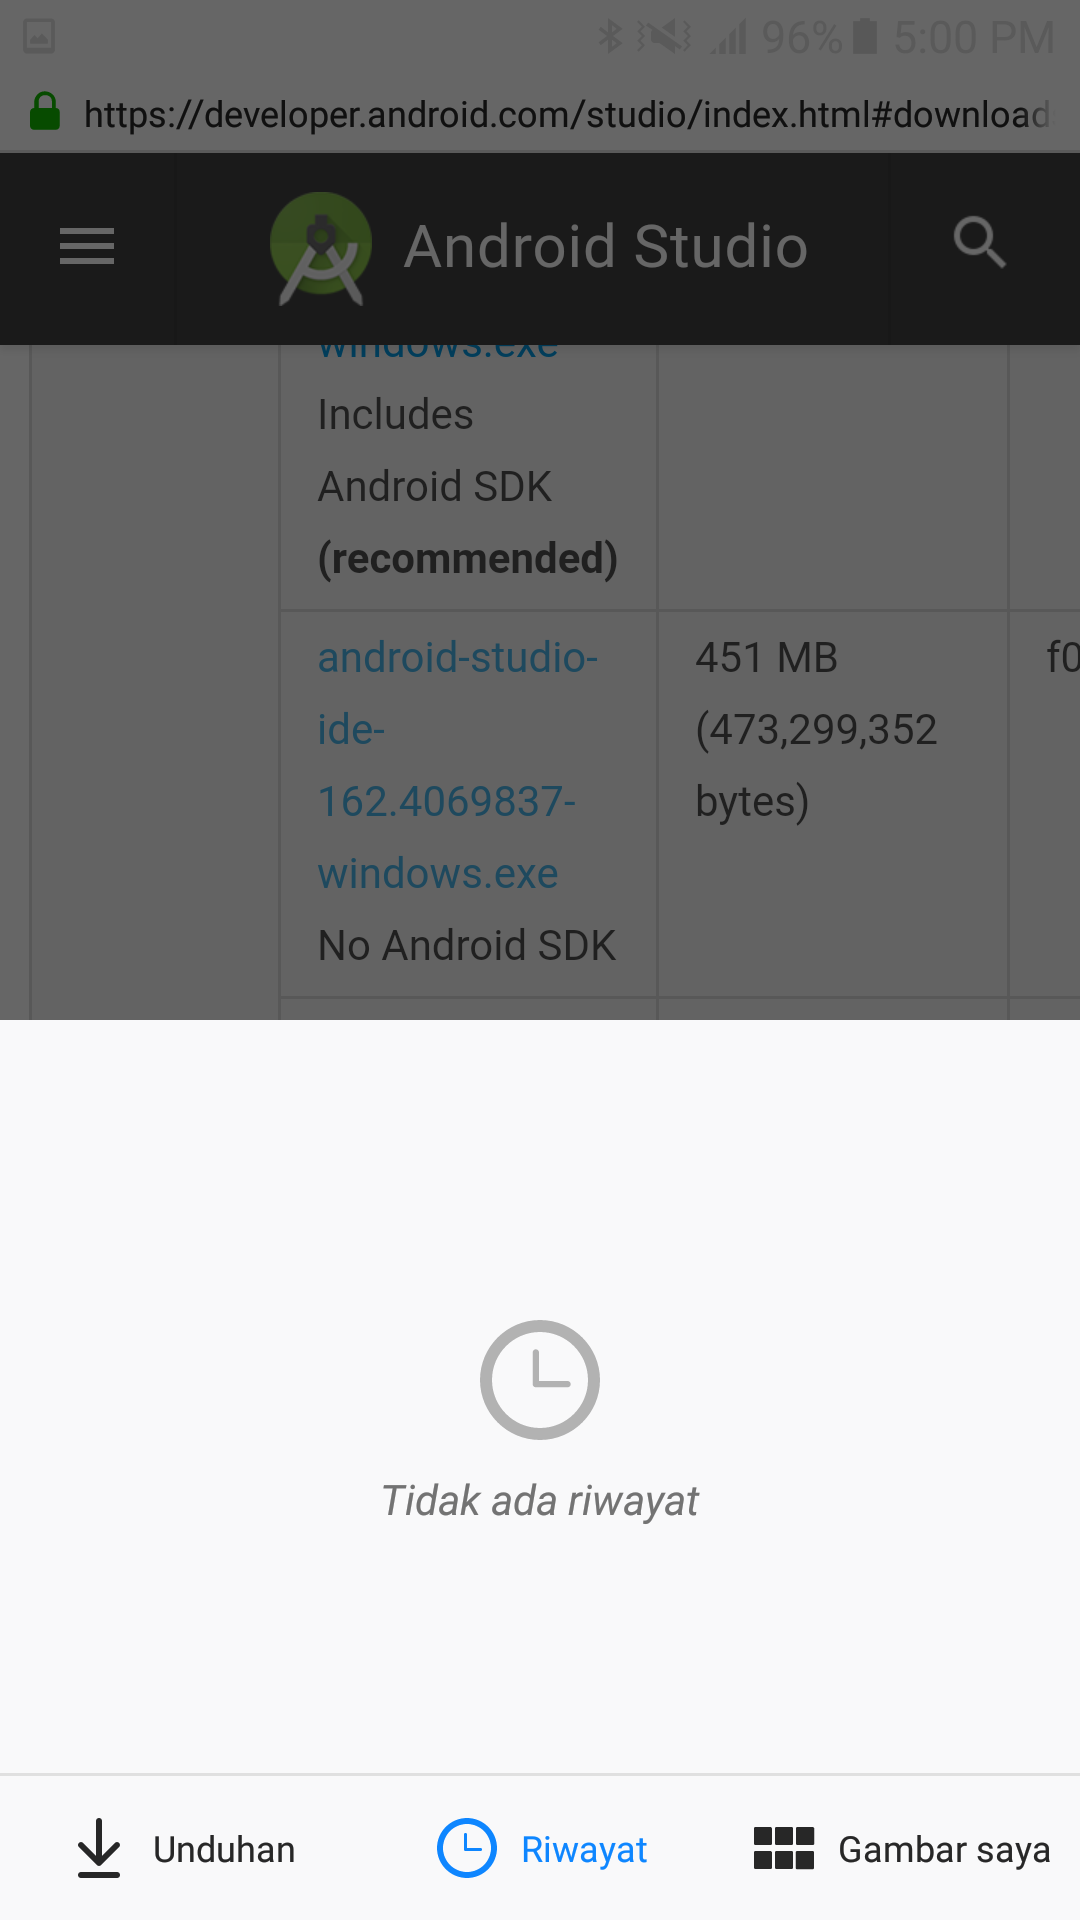 96% 5:00 PM
https://developer.android.com/studio/index.html#download
Android Studio
windows.exe
Includes
Android SDK
(recommended)
android-studio- 451 MB f0
ide- (473,299,352
162.4069837- bytes)
windows.exe
No Android SDK
Tidak ada riwayat
Unduhan Riwayat Gambar saya